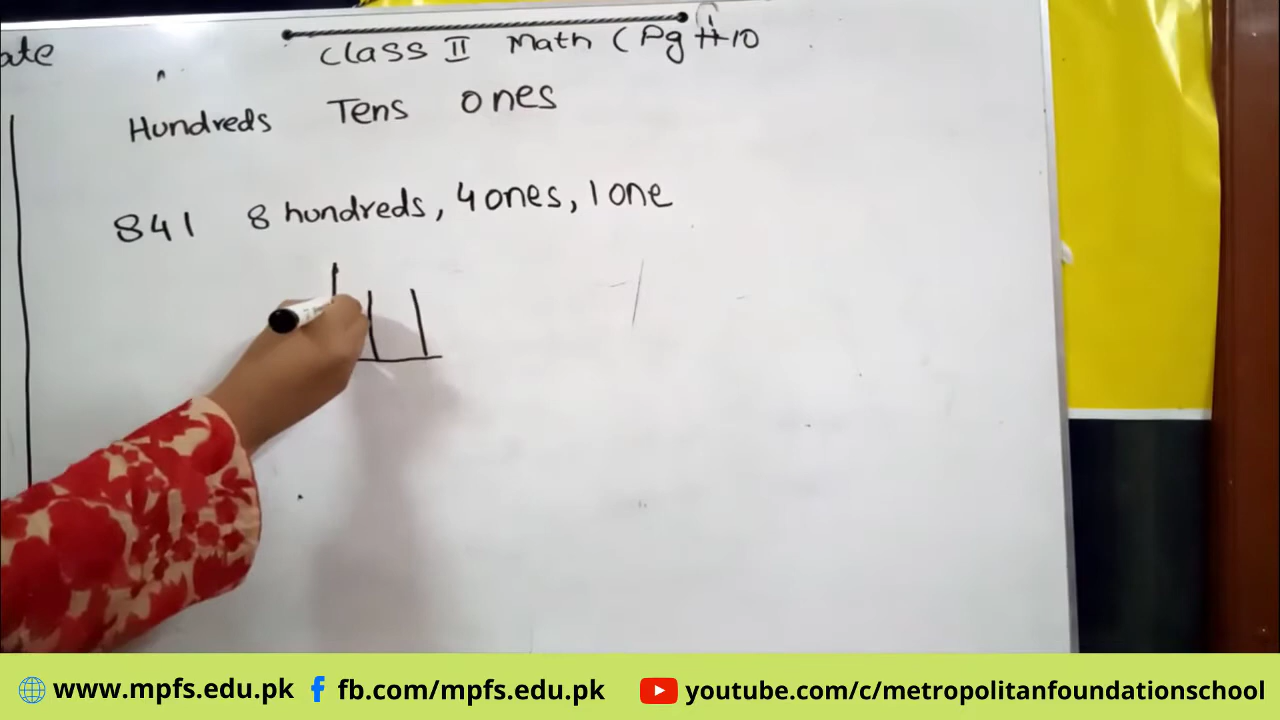 ate
Class II Math (Pg # 10
Hundreds Tens ones
841 8 hundreds, 4 ones, 1 one
www.mpfs.edu.pk fb.com/mpfs.edu.pk youtube.com/c/metropolitanfoundationschool